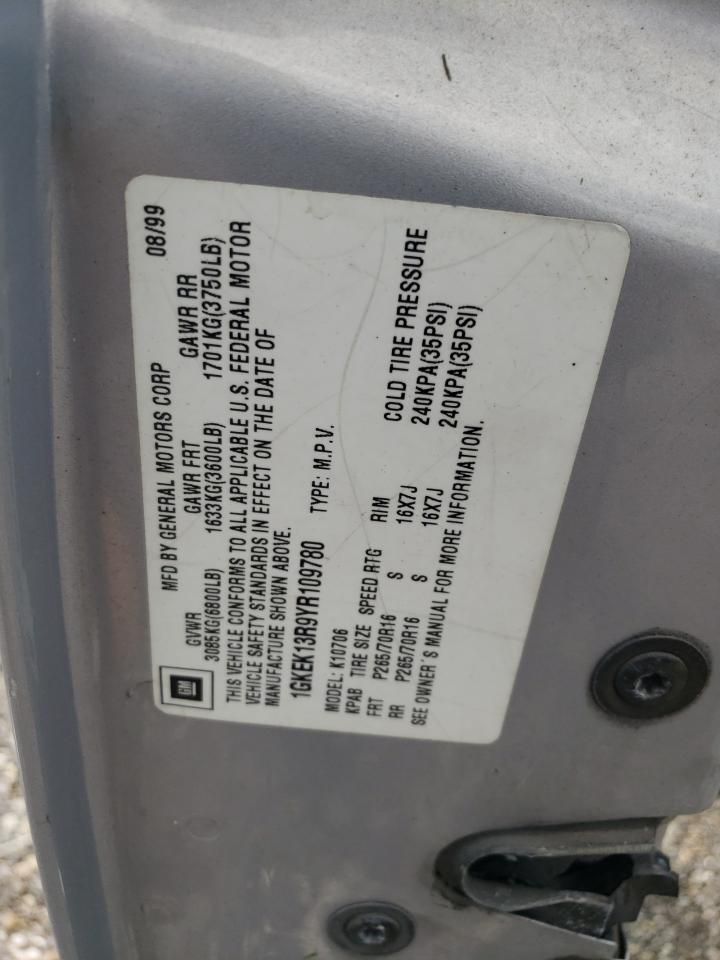 GM
MFD BY GENERAL MOTORS CORP 08/99
GVWR GAWR FRT GAWR RR
3085KG(6800LB) 1633KG(3600LB) 1701KG(3750LB)
THIS VEHICLE CONFORMS TO ALL APPLICABLE U.S. FEDERAL MOTOR
VEHICLE SAFETY STANDARDS IN EFFECT ON THE DATE OF
MANUFACTURE SHOWN ABOVE.
1GKEK13R9YR109780 TYPE: M.P.V.
MODEL: K10706
KPAB TIRE SIZE SPEED RTG RIM COLD TIRE PRESSURE
FRT P265/70R16 S 16X7J 240KPA(35PSI)
RR P265/70R16 S 16X7J 240KPA(35PSI)
SEE OWNER'S MANUAL FOR MORE INFORMATION.